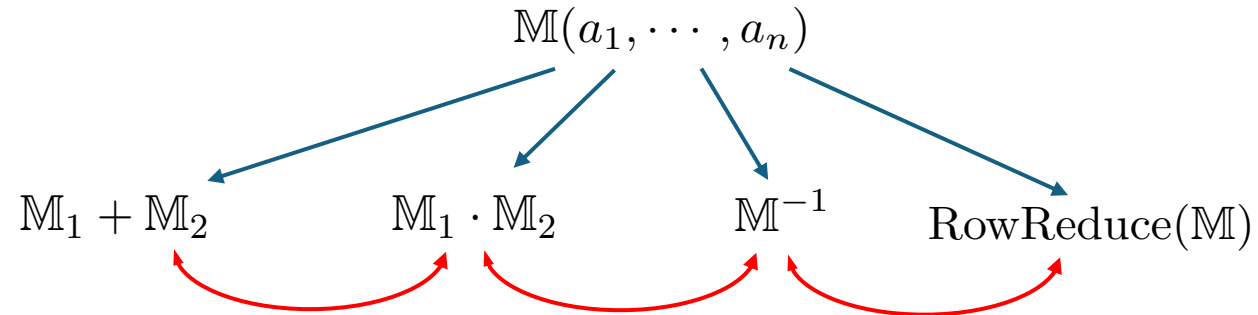 𝕄(a₁, ⋯ , aₙ)
𝕄₁ + 𝕄₂ 𝕄₁ · 𝕄₂ 𝕄⁻¹ RowReduce(𝕄)